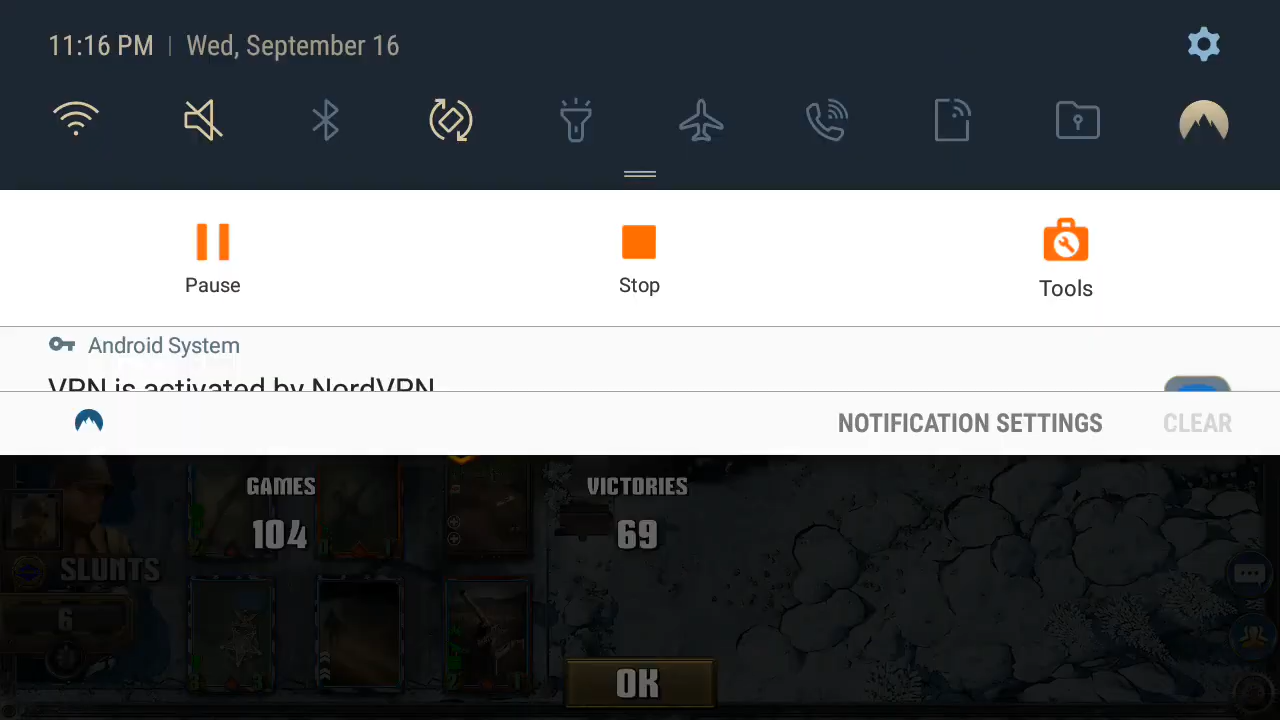 11:16 PM | Wed, September 16
Pause
Stop
Tools
Android System
VPN is activated by NordVPN
NOTIFICATION SETTINGS
CLEAR
GAMES
VICTORIES
104
69
SLUNTS
6
OK